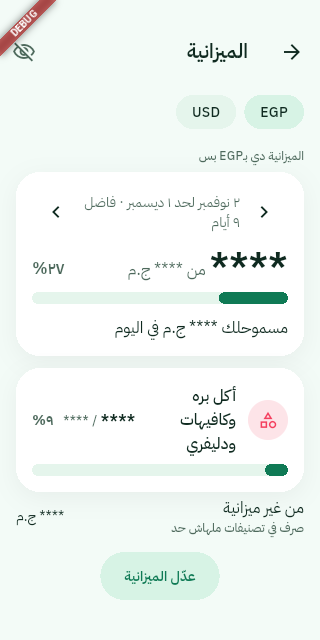 DEBUG
الميزانية
EGP
USD
الميزانية دي بـEGP بس
٢ نوفمبر لحد ١ ديسمبر · فاضل
٩ أيام
**** من **** ج.م
%٢٧
مسموحلك **** ج.م في اليوم
أكل بره
وكافيهات
ودليفري
**** / ****
%٩
من غير ميزانية
**** ج.م
صرف في تصنيفات ملهاش حد
عدّل الميزانية